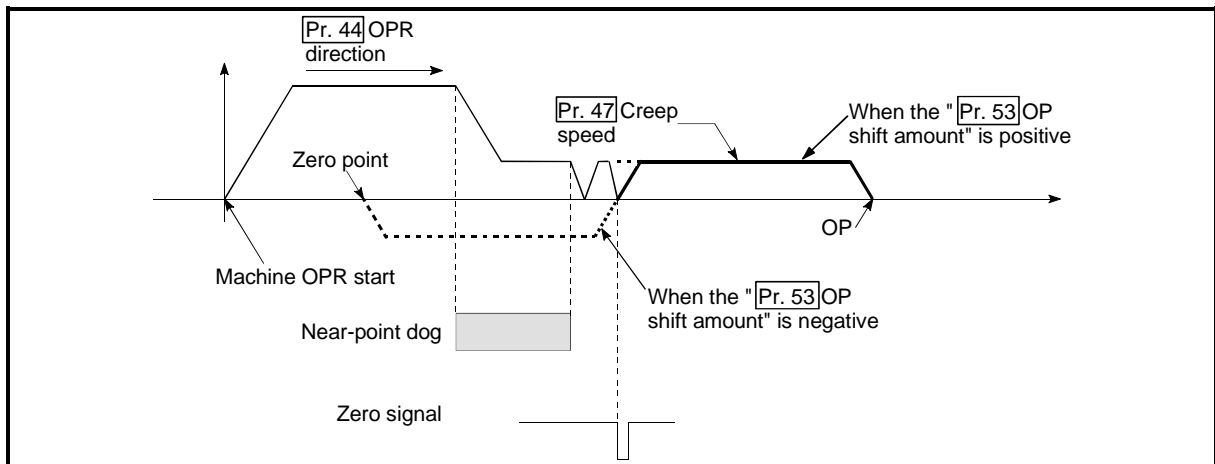 Pr. 44 OPR
direction
Pr. 47 Creep
speed
When the " Pr. 53 OP
shift amount" is positive
Zero point
OP
Machine OPR start
When the " Pr. 53 OP
shift amount" is negative
Near-point dog
Zero signal